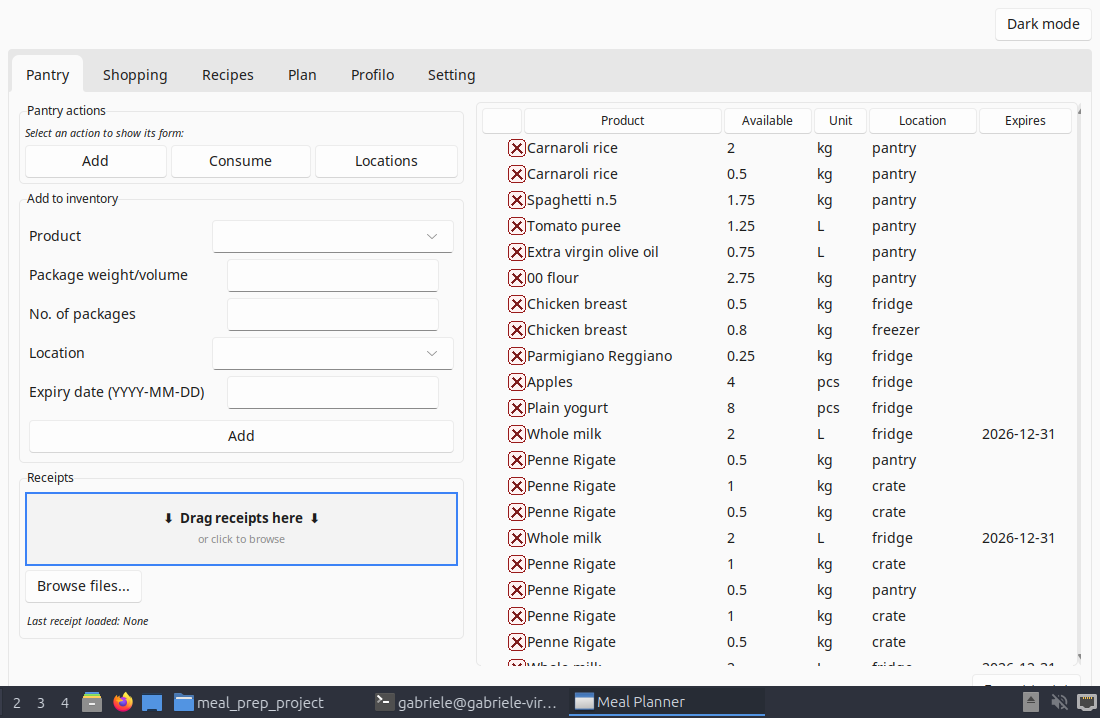 Dark mode
Pantry Shopping Recipes Plan Profilo Setting
Pantry actions
Select an action to show its form:
Add Consume Locations
Add to inventory
Product
Package weight/volume
No. of packages
Location
Expiry date (YYYY-MM-DD)
Add
Receipts
⬇ Drag receipts here ⬇
or click to browse
Browse files...
Last receipt loaded: None
Product Available Unit Location Expires
Carnaroli rice 2 kg pantry
Carnaroli rice 0.5 kg pantry
Spaghetti n.5 1.75 kg pantry
Tomato puree 1.25 L pantry
Extra virgin olive oil 0.75 L pantry
00 flour 2.75 kg pantry
Chicken breast 0.5 kg fridge
Chicken breast 0.8 kg freezer
Parmigiano Reggiano 0.25 kg fridge
Apples 4 pcs fridge
Plain yogurt 8 pcs fridge
Whole milk 2 L fridge 2026-12-31
Penne Rigate 0.5 kg pantry
Penne Rigate 1 kg crate
Penne Rigate 0.5 kg crate
Whole milk 2 L fridge 2026-12-31
Penne Rigate 1 kg crate
Penne Rigate 0.5 kg pantry
Penne Rigate 1 kg crate
Penne Rigate 0.5 kg crate
2 3 4 meal_prep_project gabriele@gabriele-vir... Meal Planner